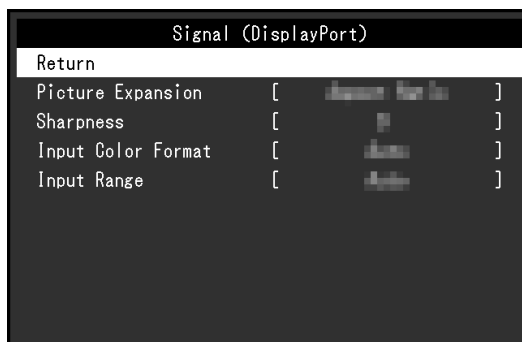 Signal (DisplayPort)
Return
Picture Expansion [ ]
Sharpness [ ]
Input Color Format [ ]
Input Range [ ]